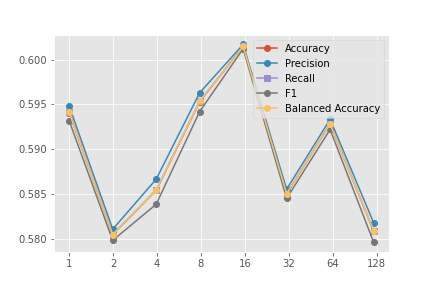 Accuracy
Precision
Recall
F1
Balanced Accuracy
0.600
0.595
0.590
0.585
0.580
1 2 4 8 16 32 64 128